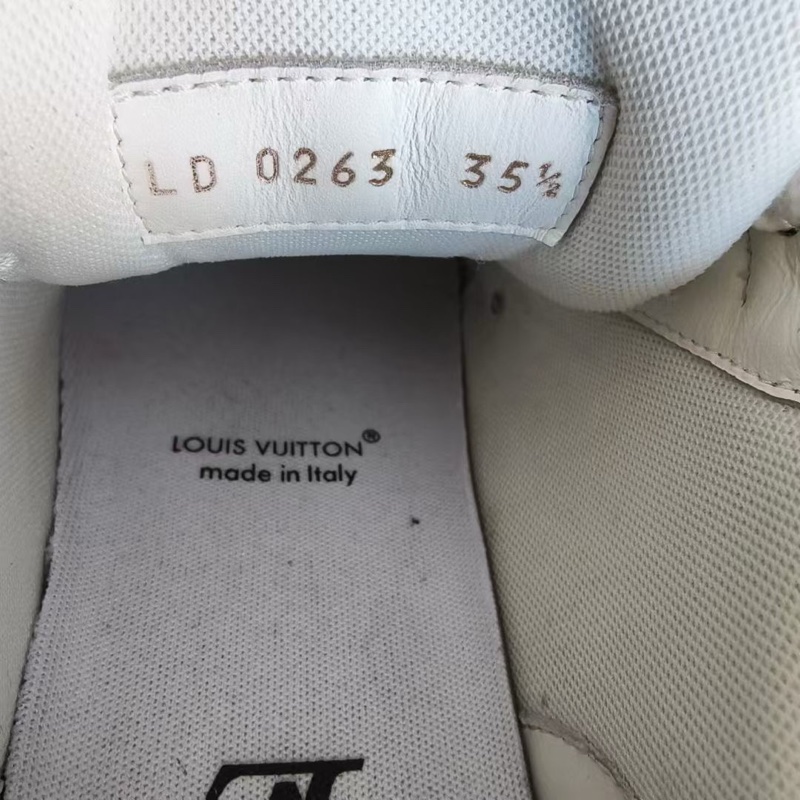 LD 0263 35½
LOUIS VUITTON®
made in Italy